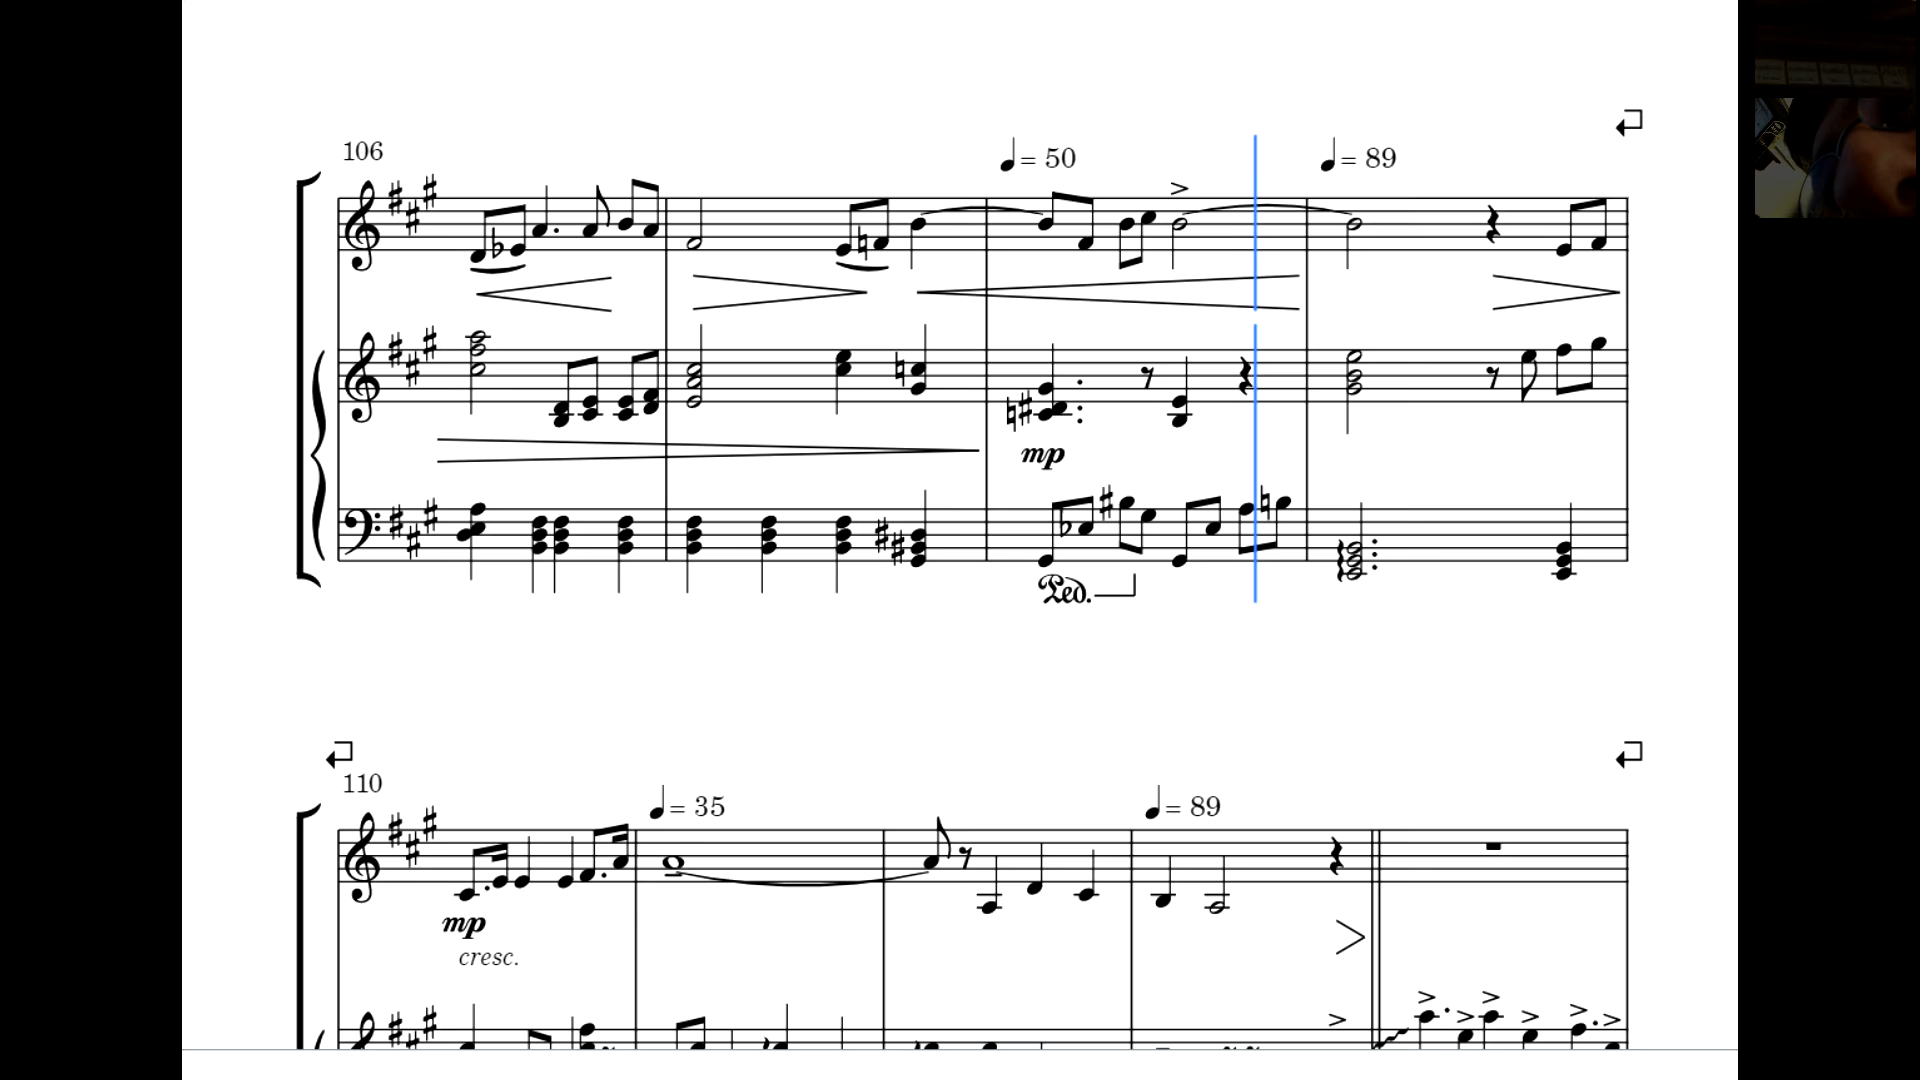 106
= 50
= 89
mp
Ped.
110
= 35
= 89
mp
cresc.